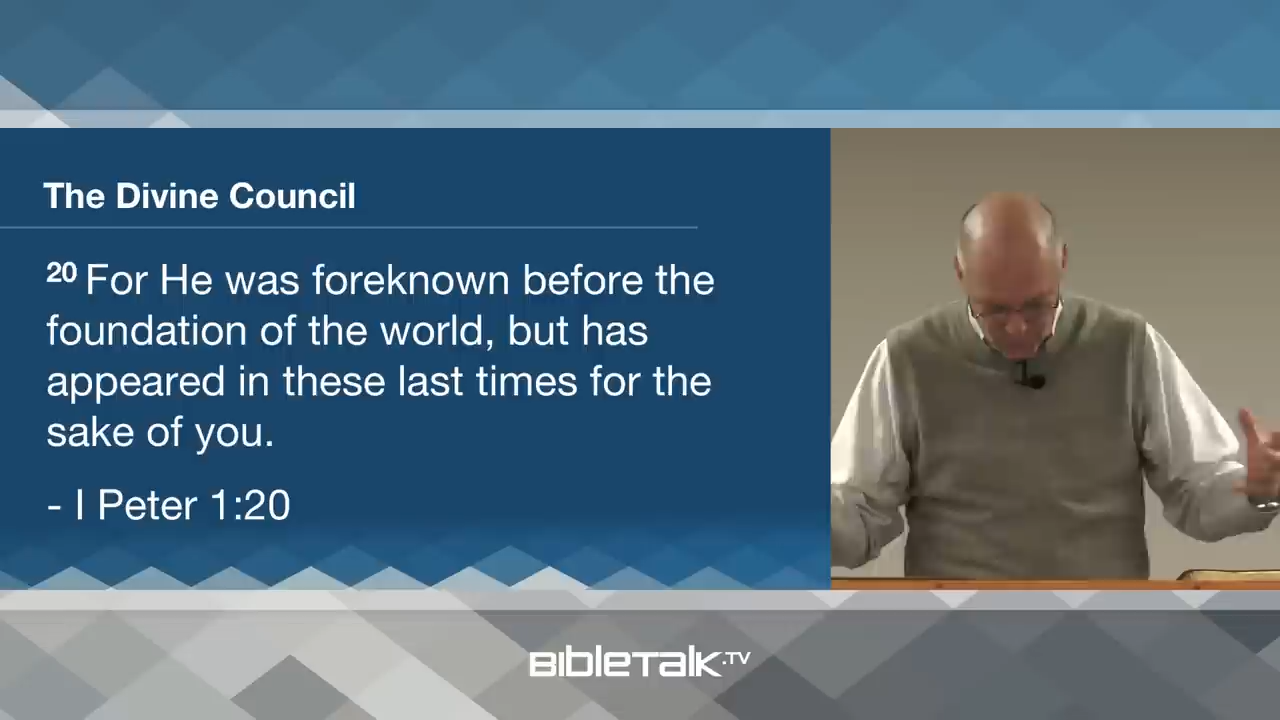 The Divine Council
20 For He was foreknown before the
foundation of the world, but has
appeared in these last times for the
sake of you.
- I Peter 1:20
BIBLETALK.TV